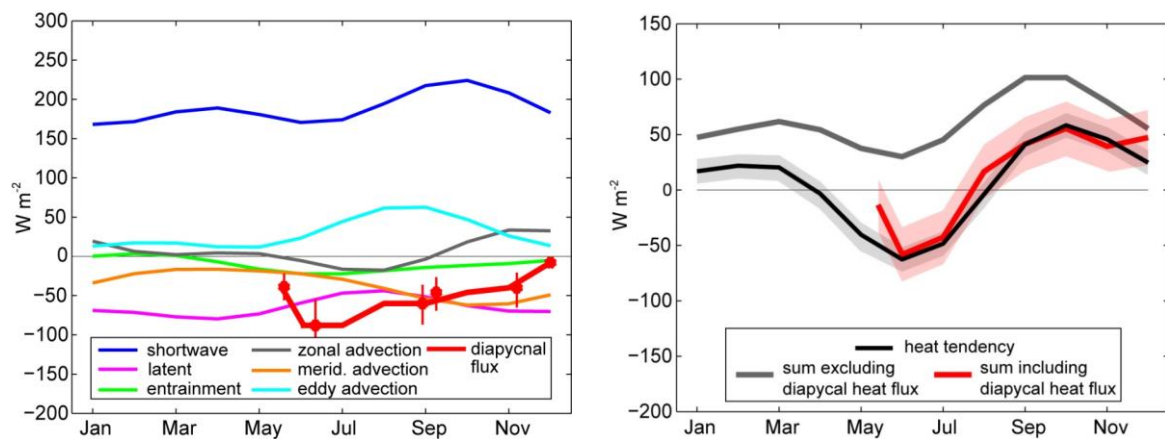 300
250
200
150
100
50
0
−50
−100
−150
−200
W m⁻²
shortwave
latent
entrainment
zonal advection
merid. advection
eddy advection
diapycnal
flux
Jan Mar May Jul Sep Nov
150
100
50
0
−50
−100
−150
−200
W m⁻²
heat tendency
sum excluding
diapycal heat flux
sum including
diapycal heat flux
Jan Mar May Jul Sep Nov